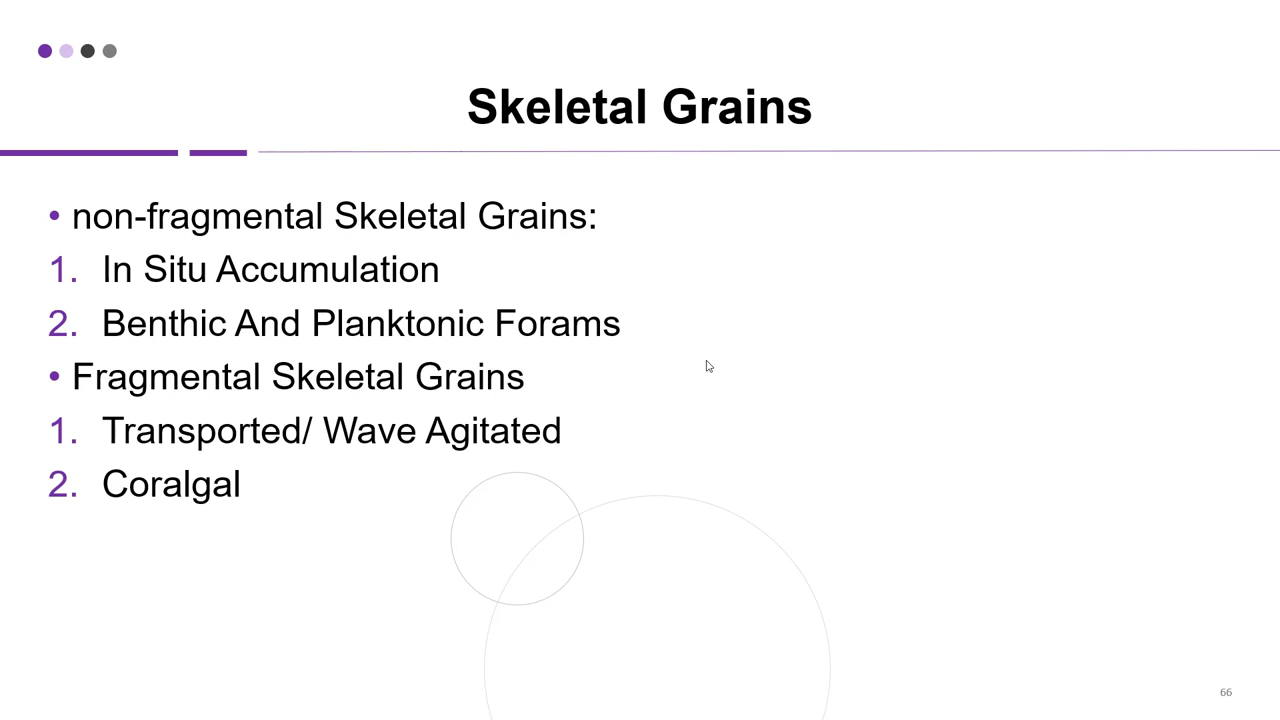 Skeletal Grains
• non-fragmental Skeletal Grains:
1. In Situ Accumulation
2. Benthic And Planktonic Forams
• Fragmental Skeletal Grains
1. Transported/ Wave Agitated
2. Coralgal
66